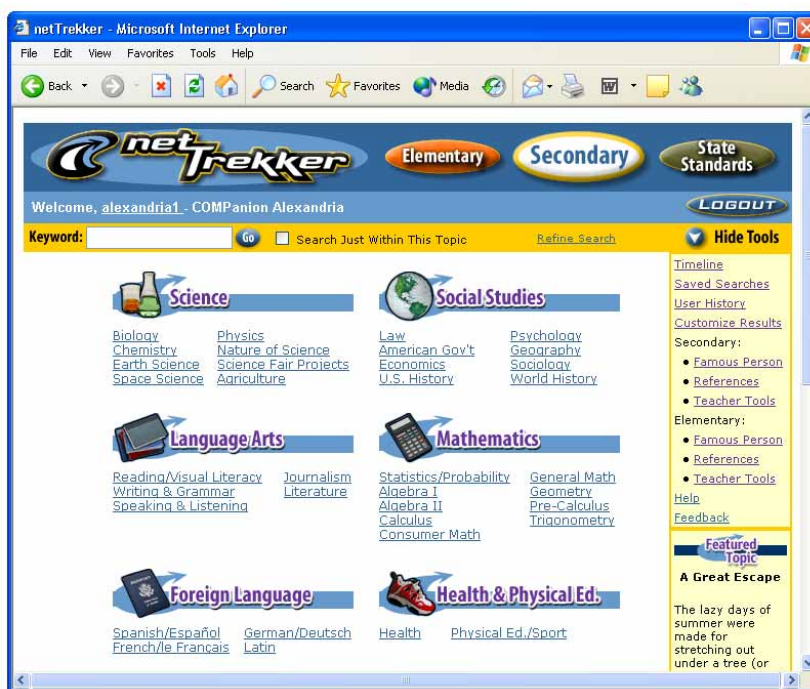 netTrekker - Microsoft Internet Explorer
File Edit View Favorites Tools Help
Back Search Favorites Media W
net Trekker Elementary Secondary State Standards
Welcome, alexandria1 - COMPanion Alexandria LOGOUT
Keyword: Go Search Just Within This Topic Refine Search Hide Tools
Science
Biology Physics
Chemistry Nature of Science
Earth Science Science Fair Projects
Space Science Agriculture
Social Studies
Law Psychology
American Gov't Geography
Economics Sociology
U.S. History World History
Language Arts
Reading/Visual Literacy Journalism
Writing & Grammar Literature
Speaking & Listening
Mathematics
Statistics/Probability General Math
Algebra I Geometry
Algebra II Pre-Calculus
Calculus Trigonometry
Consumer Math
Foreign Language
Spanish/Español German/Deutsch
French/le Français Latin
Health & Physical Ed.
Health Physical Ed./Sport
Timeline
Saved Searches
User History
Customize Results
Secondary:
• Famous Person
• References
• Teacher Tools
Elementary:
• Famous Person
• References
• Teacher Tools
Help
Feedback
Featured
Topic
A Great Escape
The lazy days of
summer were
made for
stretching out
under a tree (or